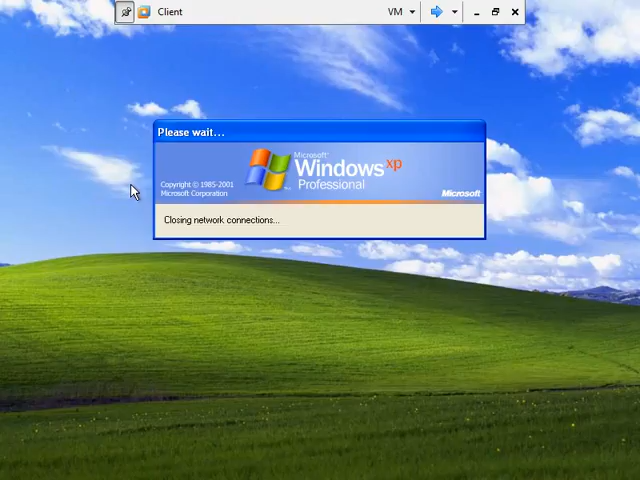 Client
VM
Please wait...
Microsoft®
Windows xp
Professional
Copyright © 1985-2001
Microsoft Corporation
Microsoft
Closing network connections...